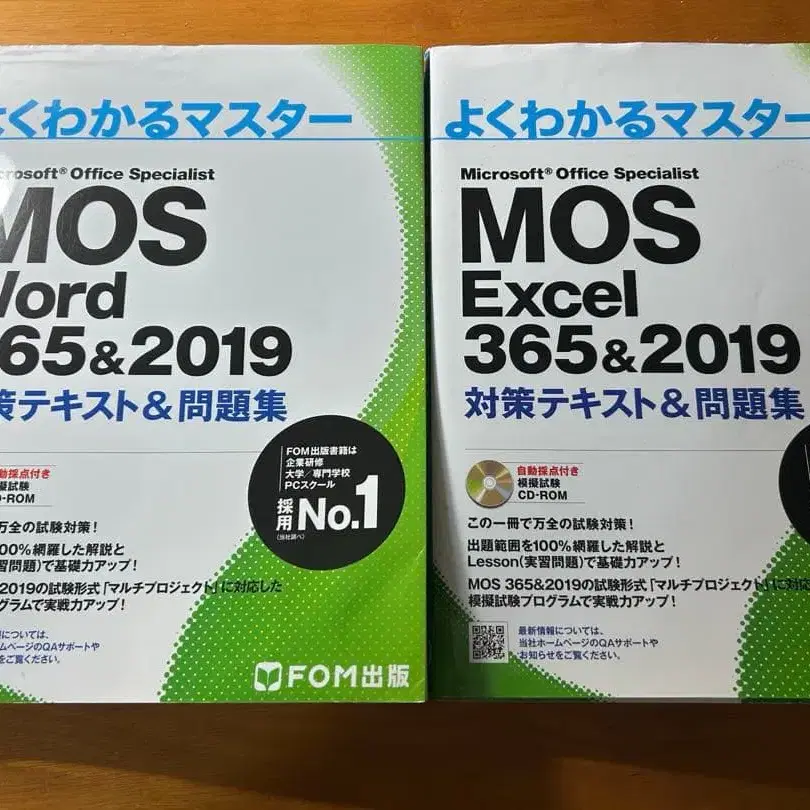 くわかるマスター
crosoft® Office Specialist
MOS
Word
365&2019
策テキスト&問題集
FOM出版書籍は
企業研修
大学/専門学校
PCスクール
採用 No.1
(当社調べ)
動採点付き
擬試験
D-ROM
万全の試験対策！
100%網羅した解説と
習問題)で基礎力アップ！
2019の試験形式「マルチプロジェクト」に対応した
グラムで実戦力アップ！
報については、
ームページのQAサポートや
をご覧ください。
FOM出版
よくわかるマスター
Microsoft® Office Specialist
MOS
Excel
365&2019
対策テキスト&問題集
自動採点付き
模擬試験
CD-ROM
この一冊で万全の試験対策！
出題範囲を100%網羅した解説と
Lesson(実習問題)で基礎力アップ！
MOS 365&2019の試験形式「マルチプロジェクト」に対応
模擬試験プログラムで実戦力アップ！
最新情報については、
当社ホームページのQAサポートや
お知らせをご覧ください。